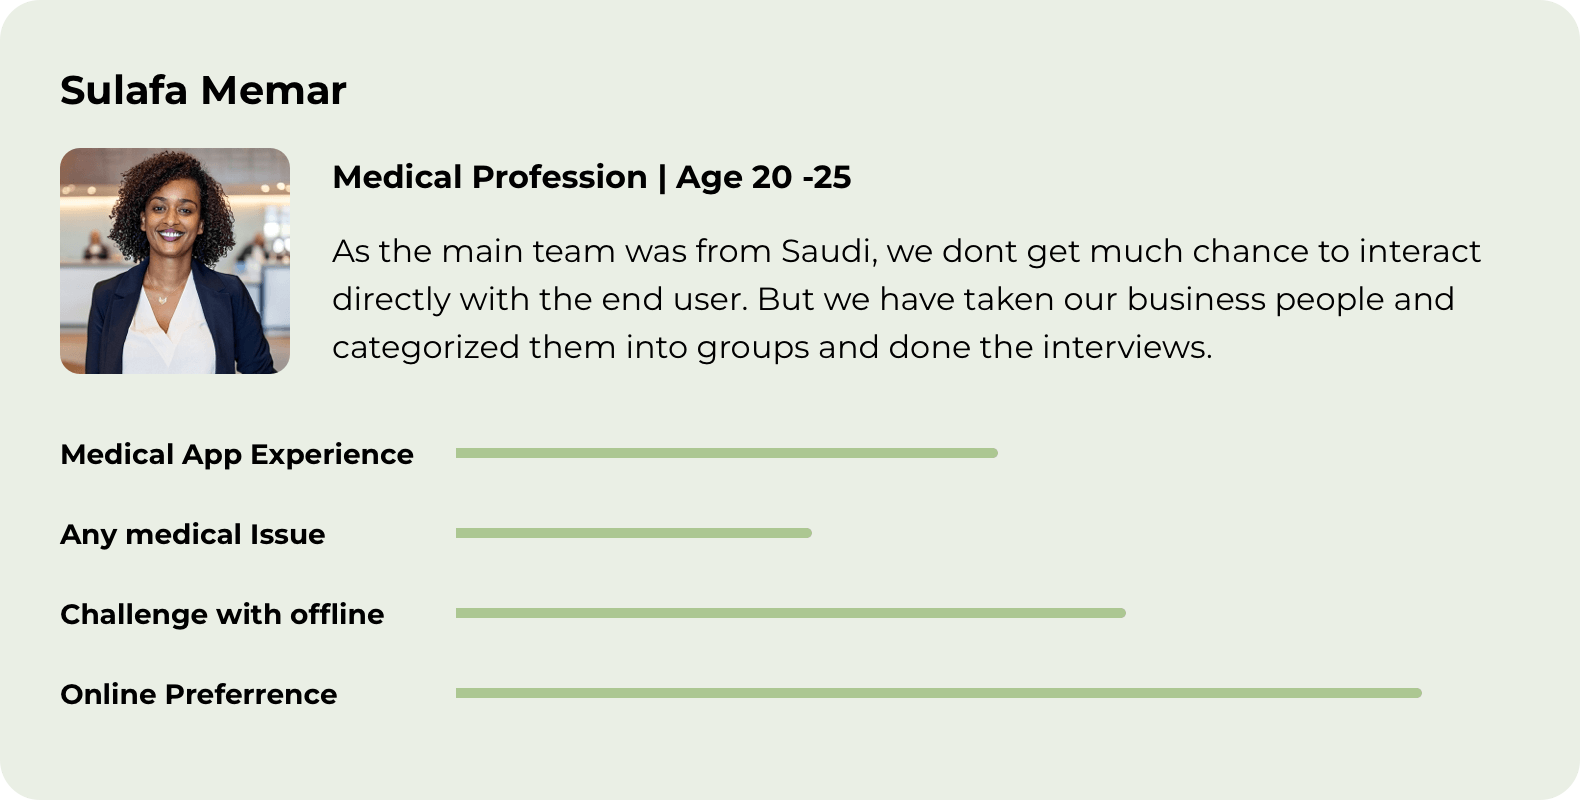 Sulafa Memar
Medical Profession | Age 20 -25
As the main team was from Saudi, we dont get much chance to interact
directly with the end user. But we have taken our business people and
categorized them into groups and done the interviews.
Medical App Experience
Any medical Issue
Challenge with offline
Online Preferrence